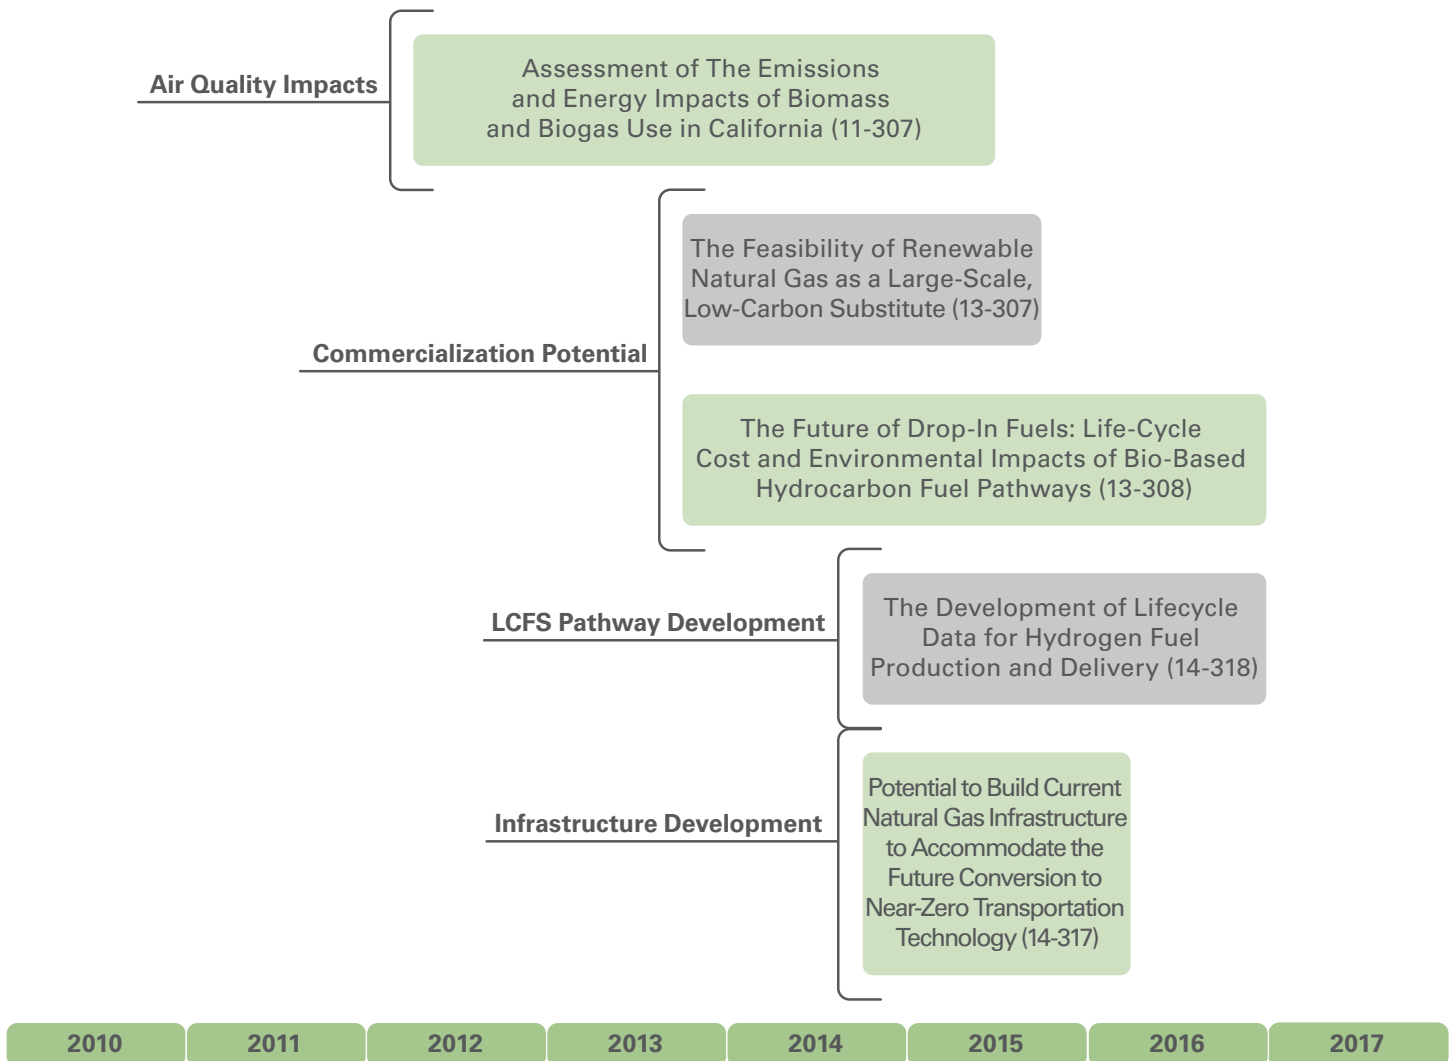 Air Quality Impacts
Assessment of The Emissions
and Energy Impacts of Biomass
and Biogas Use in California (11-307)
Commercialization Potential
The Feasibility of Renewable
Natural Gas as a Large-Scale,
Low-Carbon Substitute (13-307)
The Future of Drop-In Fuels: Life-Cycle
Cost and Environmental Impacts of Bio-Based
Hydrocarbon Fuel Pathways (13-308)
LCFS Pathway Development
The Development of Lifecycle
Data for Hydrogen Fuel
Production and Delivery (14-318)
Infrastructure Development
Potential to Build Current
Natural Gas Infrastructure
to Accommodate the
Future Conversion to
Near-Zero Transportation
Technology (14-317)
2010 2011 2012 2013 2014 2015 2016 2017